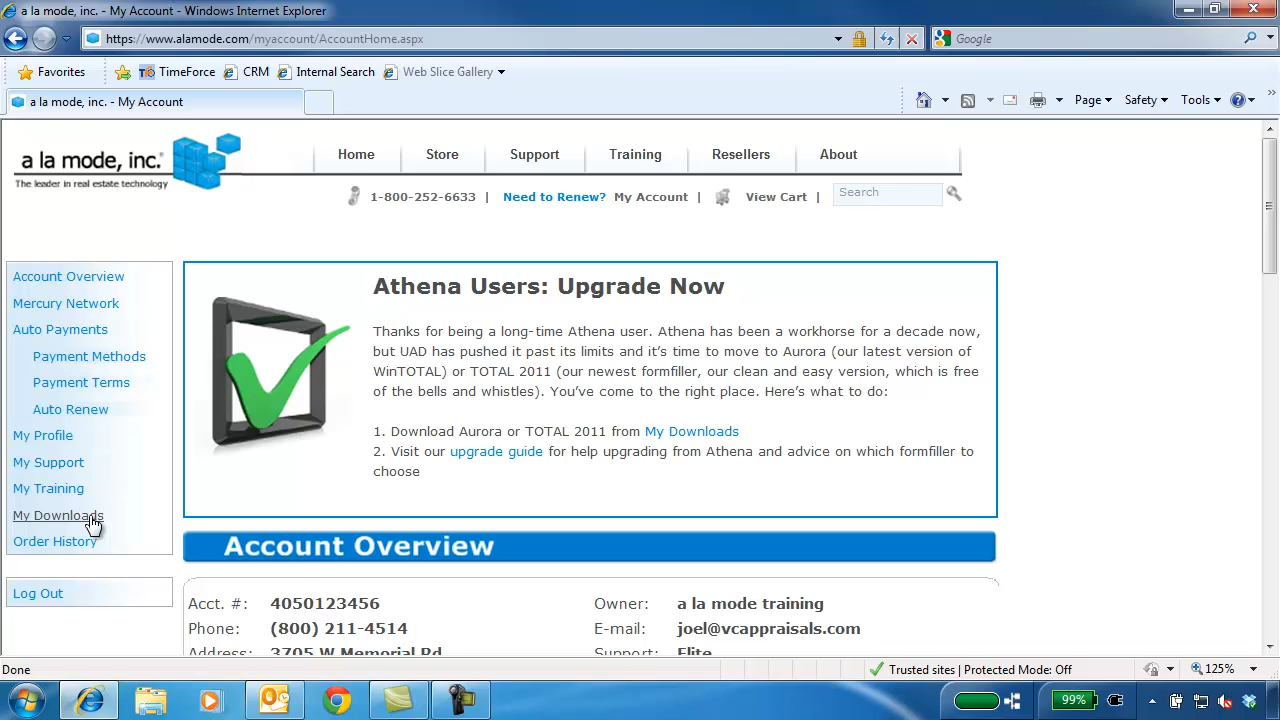 a la mode, inc. - My Account - Windows Internet Explorer
https://www.alamode.com/myaccount/AccountHome.aspx
Google
Favorites TimeForce CRM Internal Search Web Slice Gallery
a la mode, inc. - My Account
Page Safety Tools
a la mode, inc.®
The leader in real estate technology
Home Store Support Training Resellers About
1-800-252-6633 | Need to Renew? My Account | View Cart | Search
Account Overview
Mercury Network
Auto Payments
Payment Methods
Payment Terms
Auto Renew
My Profile
My Support
My Training
My Downloads
Order History
Log Out
Athena Users: Upgrade Now
Thanks for being a long-time Athena user. Athena has been a workhorse for a decade now,
but UAD has pushed it past its limits and it’s time to move to Aurora (our latest version of
WinTOTAL) or TOTAL 2011 (our newest formfiller, our clean and easy version, which is free
of the bells and whistles). You’ve come to the right place. Here’s what to do:
1. Download Aurora or TOTAL 2011 from My Downloads
2. Visit our upgrade guide for help upgrading from Athena and advice on which formfiller to
choose
Account Overview
Acct. #: 4050123456 Owner: a la mode training
Phone: (800) 211-4514 E-mail: joel@vcappraisals.com
Address: 3705 W Memorial Rd Support: Elite
Done Trusted sites | Protected Mode: Off 125%
99%